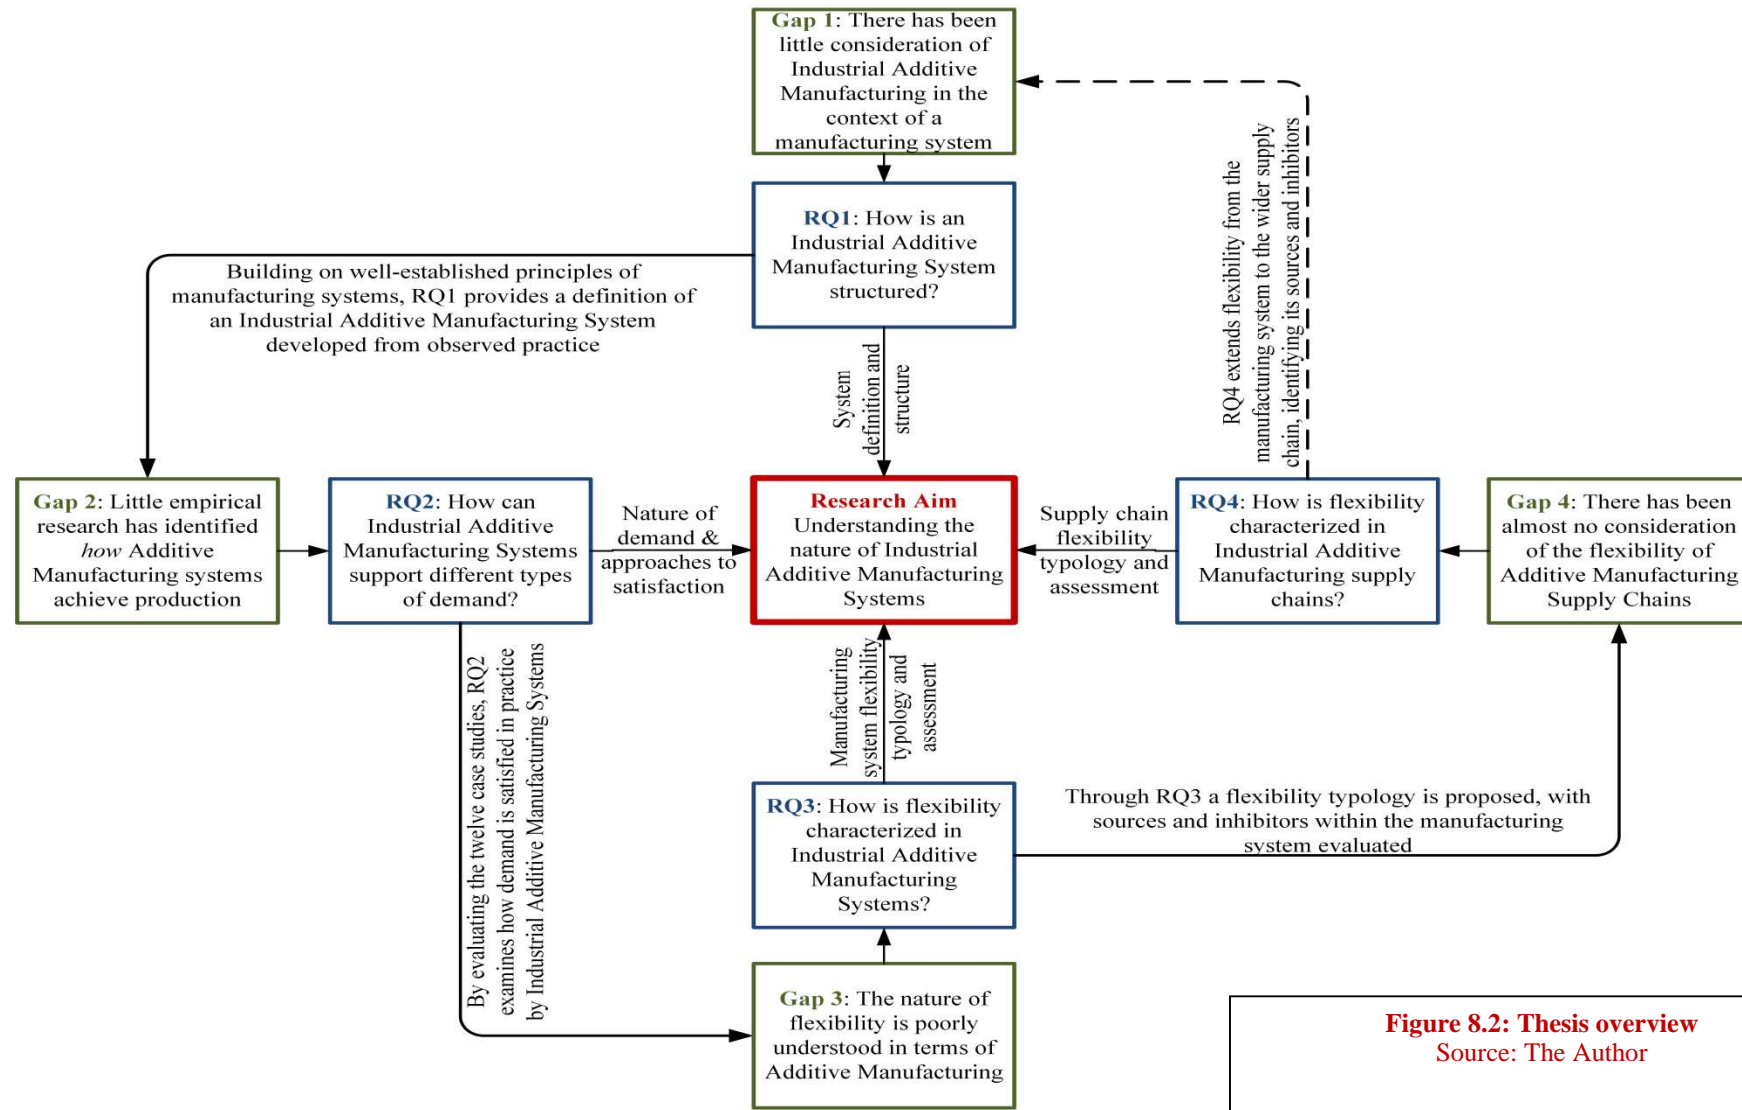 Gap 1: There has been
little consideration of
Industrial Additive
Manufacturing in the
context of a
manufacturing system
RQ1: How is an
Industrial Additive
Manufacturing System
structured?
Building on well-established principles of
manufacturing systems, RQ1 provides a definition of
an Industrial Additive Manufacturing System
developed from observed practice
System
definition and
structure
RQ4 extends flexibility from the
manufacturing system to the wider supply
chain, identifying its sources and inhibitors
Gap 2: Little empirical
research has identified
how Additive
Manufacturing systems
achieve production
RQ2: How can
Industrial Additive
Manufacturing Systems
support different types
of demand?
Nature of
demand &
approaches to
satisfaction
Research Aim
Understanding the
nature of Industrial
Additive Manufacturing
Systems
Supply chain
flexibility
typology and
assessment
RQ4: How is flexibility
characterized in
Industrial Additive
Manufacturing supply
chains?
Gap 4: There has been
almost no consideration
of the flexibility of
Additive Manufacturing
Supply Chains
By evaluating the twelve case studies, RQ2
examines how demand is satisfied in practice
by Industrial Additive Manufacturing Systems
Manufacturing
system flexibility
typology and
assessment
RQ3: How is flexibility
characterized in
Industrial Additive
Manufacturing
Systems?
Through RQ3 a flexibility typology is proposed, with
sources and inhibitors within the manufacturing
system evaluated
Gap 3: The nature of
flexibility is poorly
understood in terms of
Additive Manufacturing
Figure 8.2: Thesis overview
Source: The Author